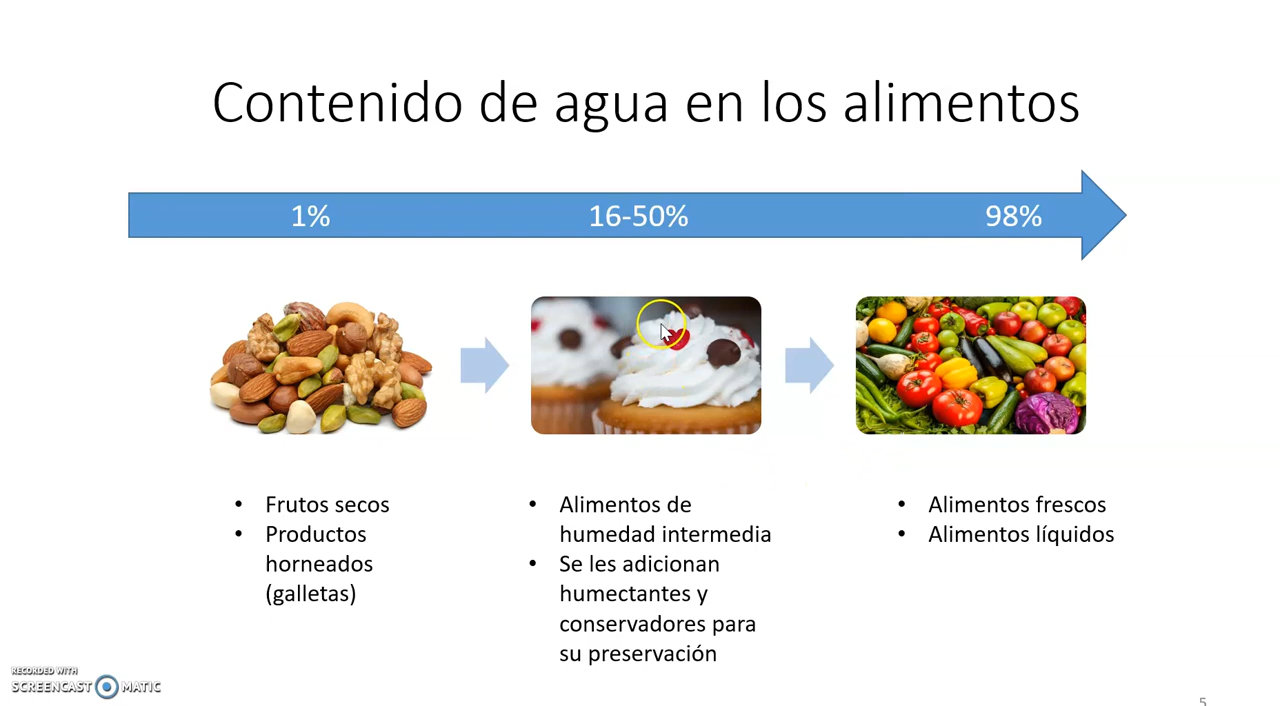 Contenido de agua en los alimentos
1%
16-50%
98%
• Frutos secos
• Productos
horneados
(galletas)
• Alimentos de
humedad intermedia
• Se les adicionan
humectantes y
conservadores para
su preservación
• Alimentos frescos
• Alimentos líquidos
RECORDED WITH
SCREENCAST MATIC
5